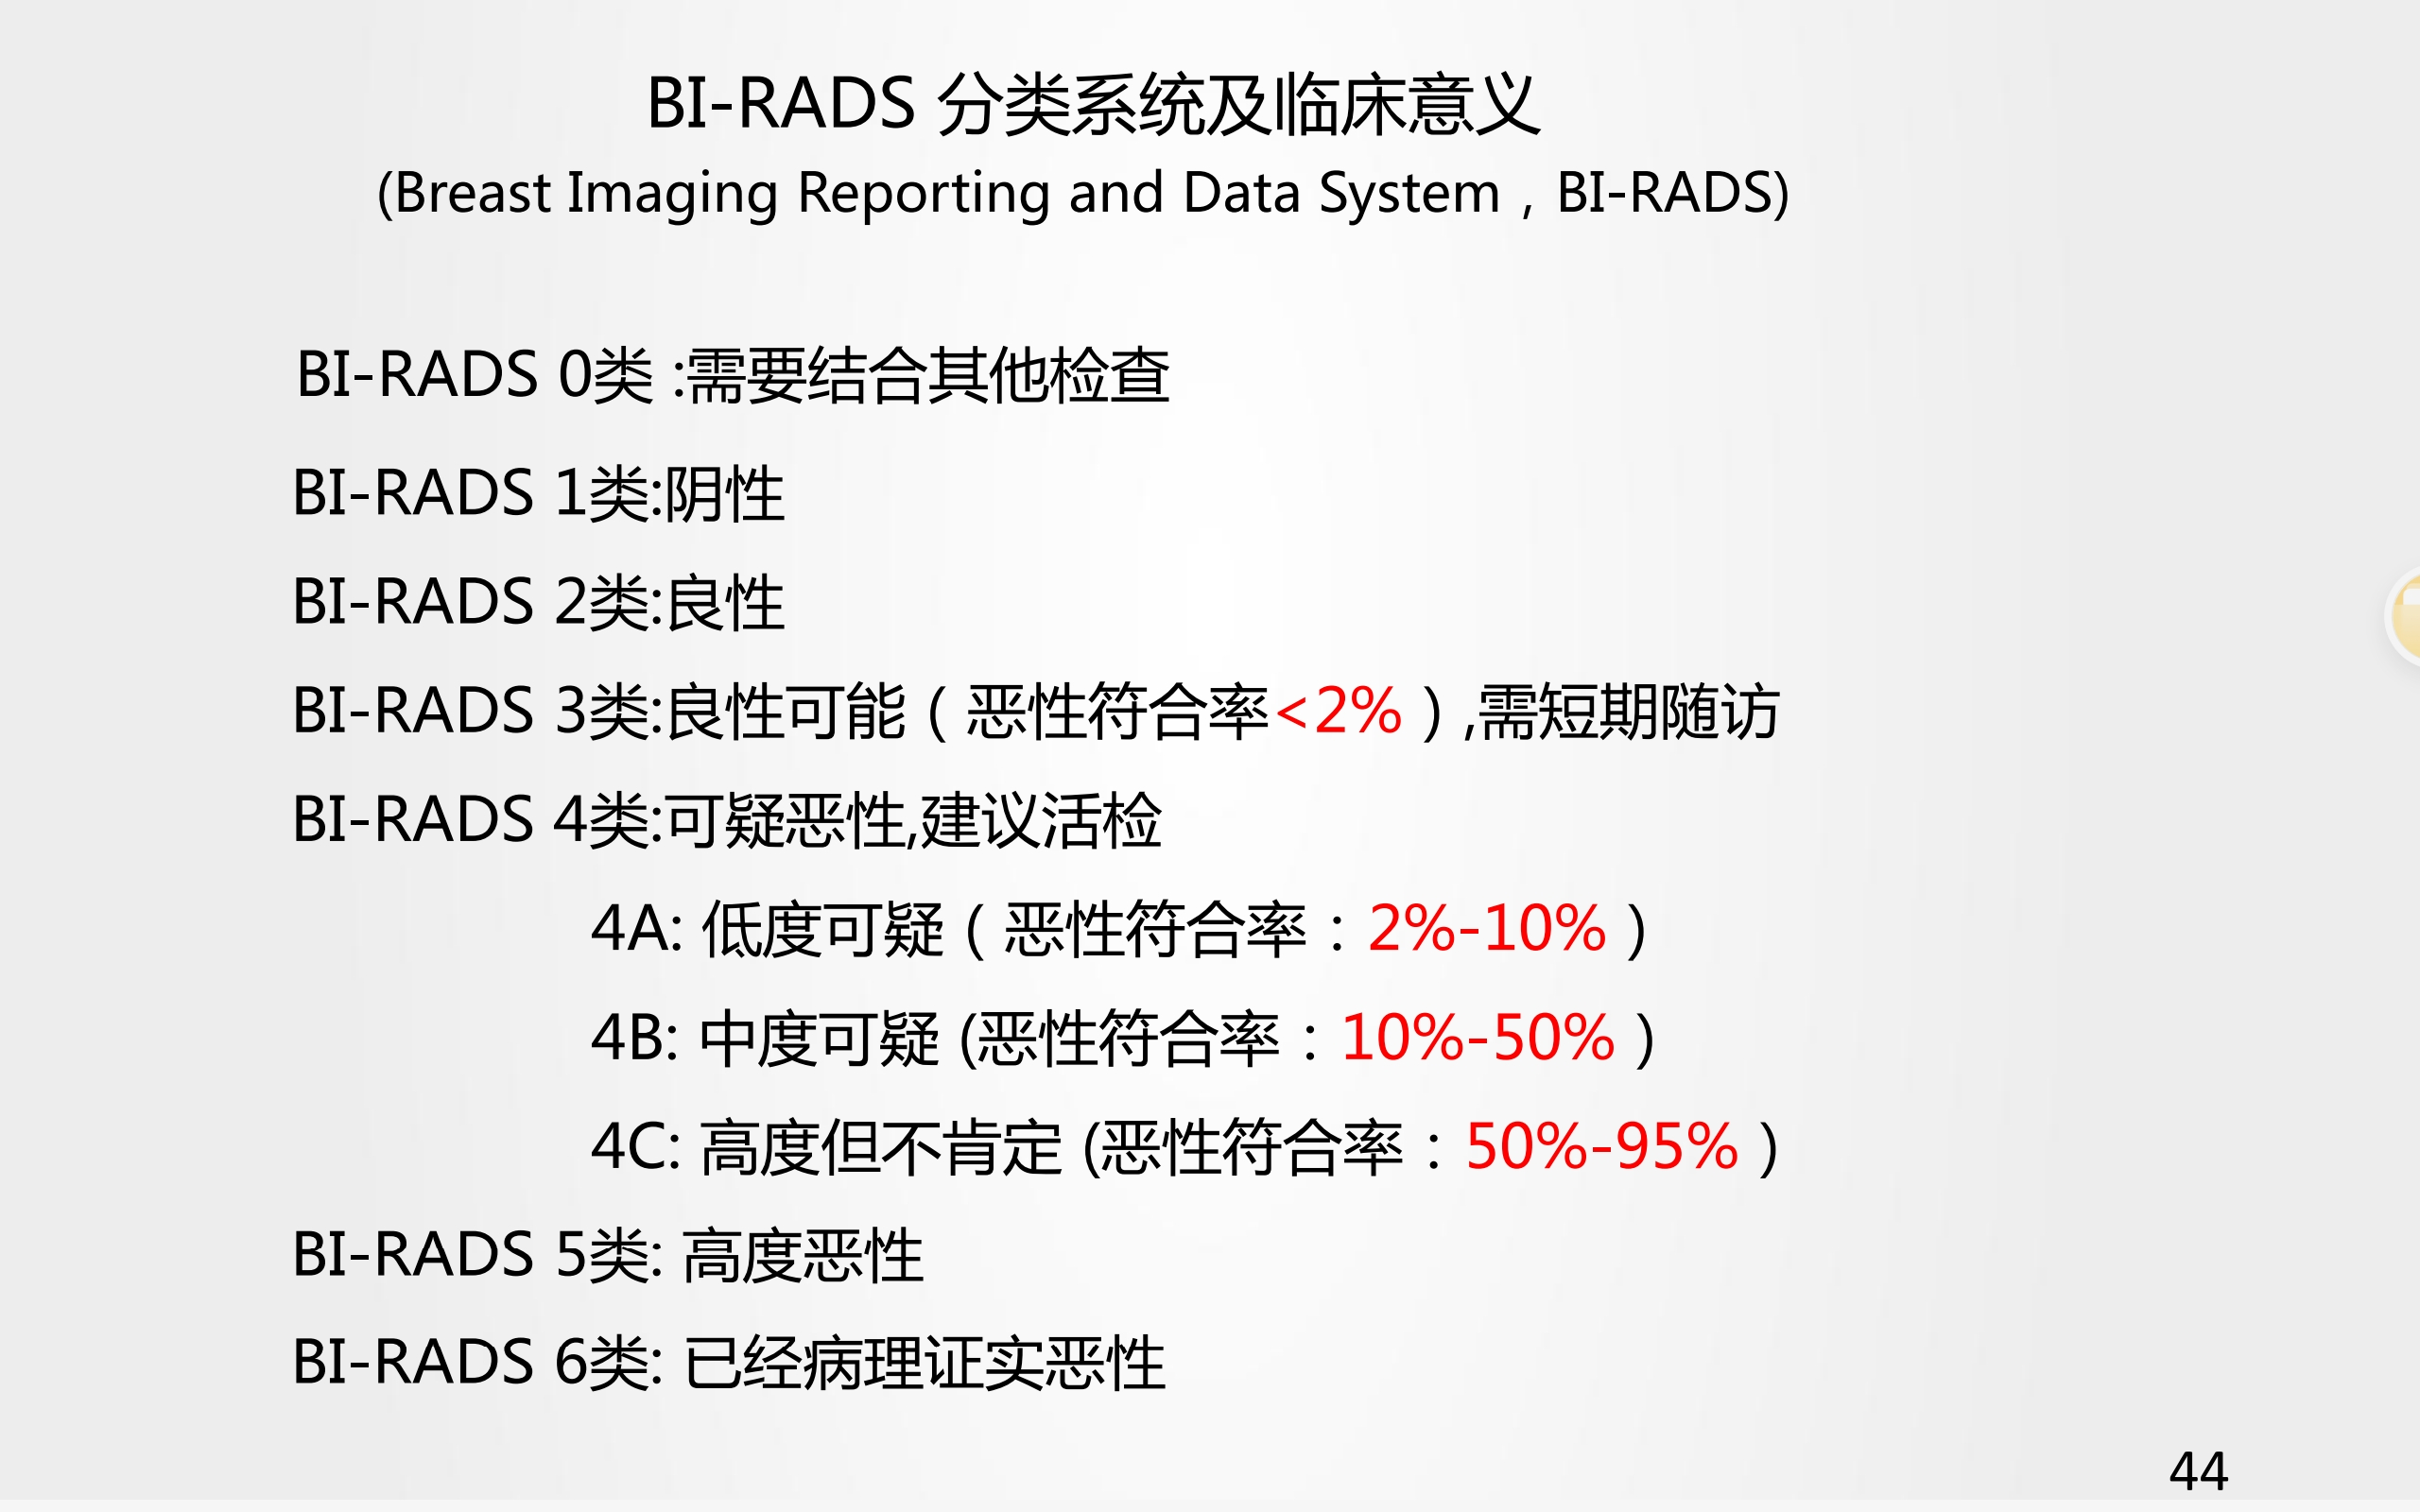 BI-RADS 分类系统及临床意义
(Breast Imaging Reporting and Data System，BI-RADS)
BI-RADS 0类 :需要结合其他检查
BI-RADS 1类:阴性
BI-RADS 2类:良性
BI-RADS 3类:良性可能（恶性符合率<2%）,需短期随访
BI-RADS 4类:可疑恶性,建议活检
4A: 低度可疑（恶性符合率：2%-10%）
4B: 中度可疑 (恶性符合率：10%-50%）
4C: 高度但不肯定 (恶性符合率：50%-95%）
BI-RADS 5类: 高度恶性
BI-RADS 6类: 已经病理证实恶性
44